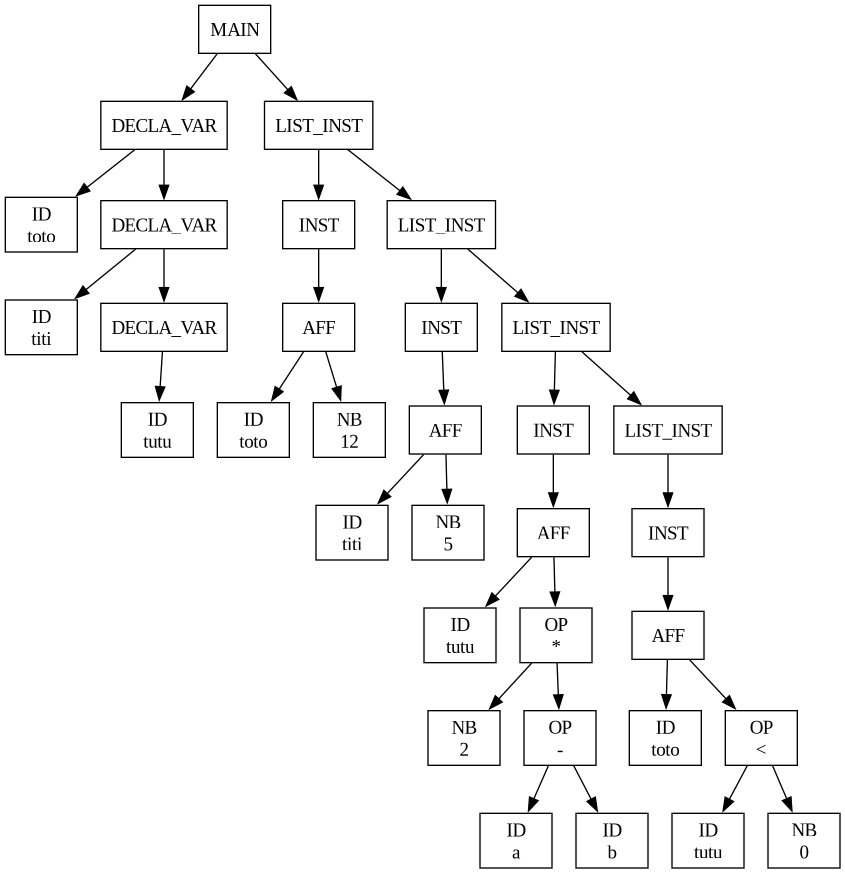 MAIN
DECLA_VAR
LIST_INST
ID
toto
DECLA_VAR
INST
LIST_INST
ID
titi
DECLA_VAR
AFF
INST
LIST_INST
ID
tutu
ID
toto
NB
12
AFF
INST
LIST_INST
ID
titi
NB
5
AFF
INST
ID
tutu
OP
*
AFF
NB
2
OP
-
ID
toto
OP
<
ID
a
ID
b
ID
tutu
NB
0